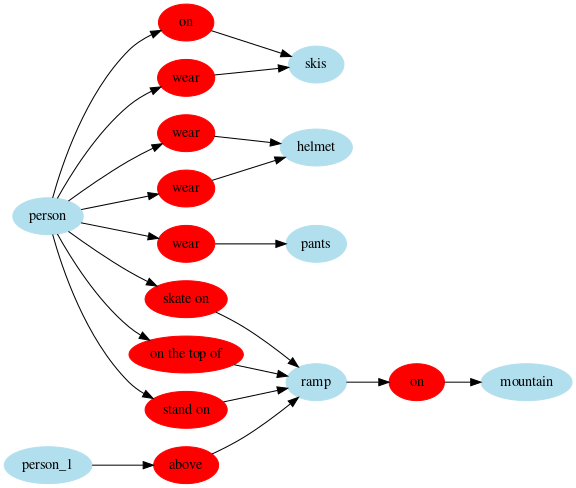 on
skis
wear
wear
helmet
wear
person
wear
pants
skate on
on the top of
ramp
on
mountain
stand on
person_1
above